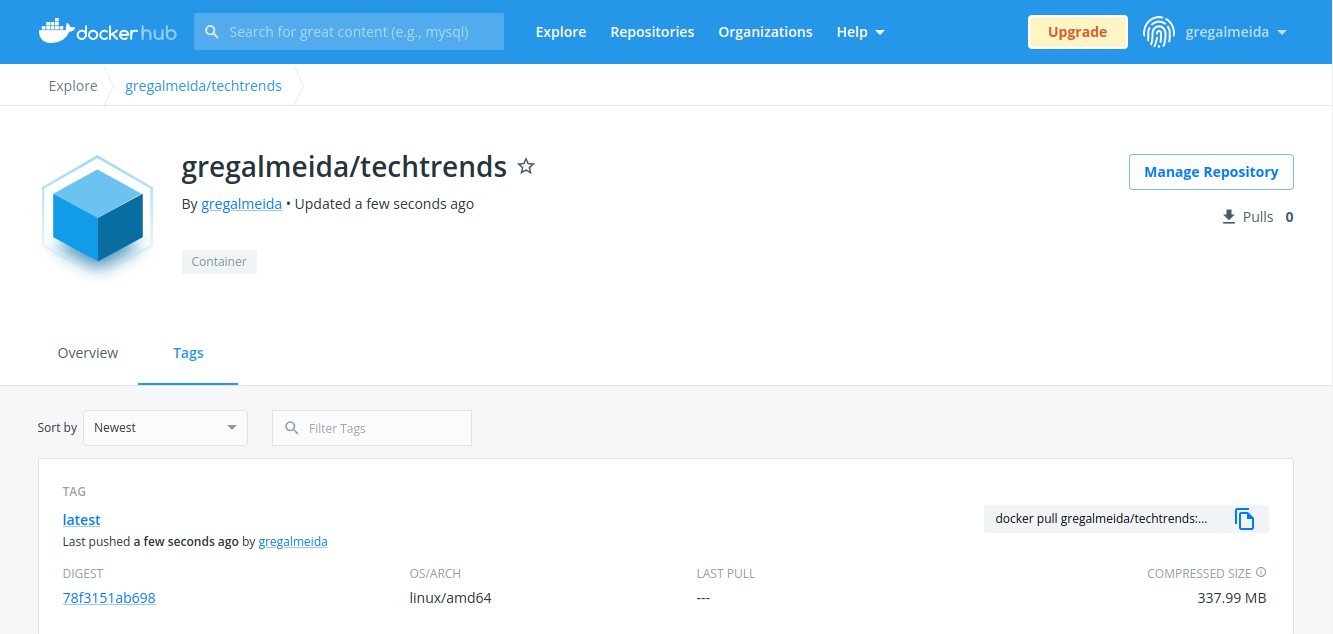 dockerhub Search for great content (e.g., mysql) Explore Repositories Organizations Help Upgrade gregalmeida
Explore gregalmeida/techtrends
gregalmeida/techtrends
Manage Repository
By gregalmeida • Updated a few seconds ago
Pulls 0
Container
Overview Tags
Sort by Newest Filter Tags
TAG
latest
docker pull gregalmeida/techtrends:...
Last pushed a few seconds ago by gregalmeida
DIGEST OS/ARCH LAST PULL COMPRESSED SIZE
78f3151ab698 linux/amd64 --- 337.99 MB